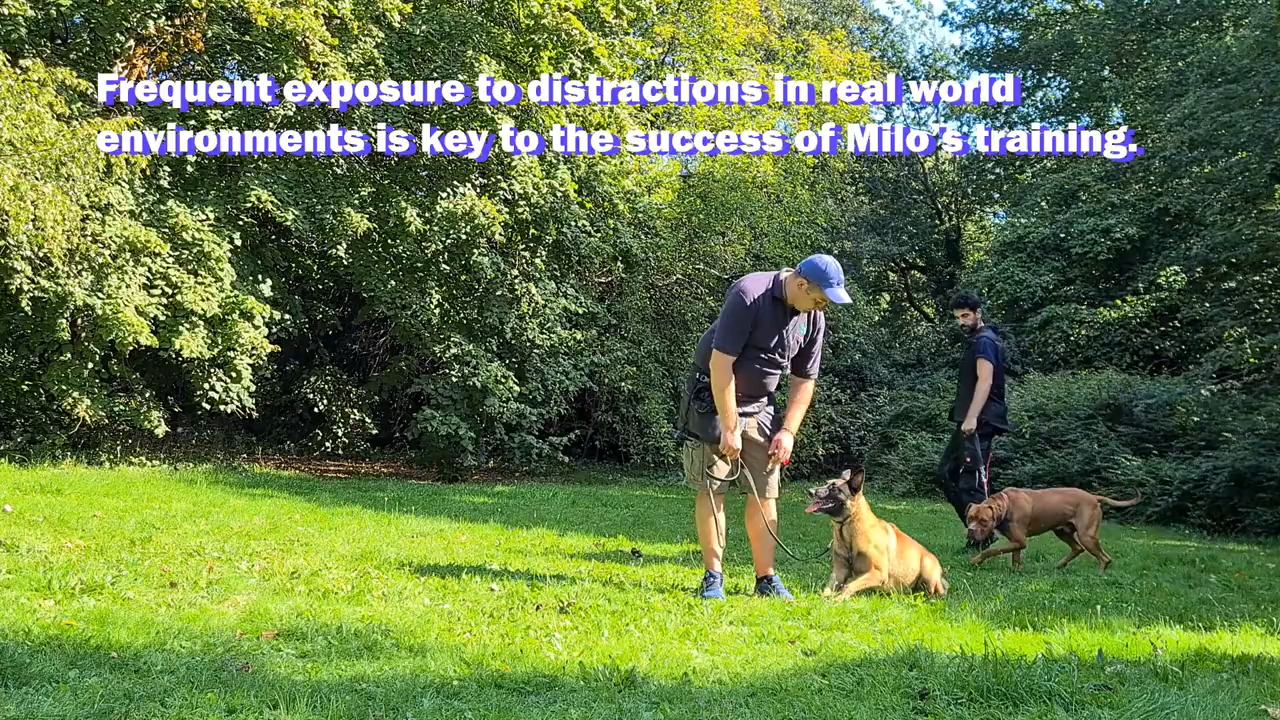 Frequent exposure to distractions in real world
environments is key to the success of Milo's training.